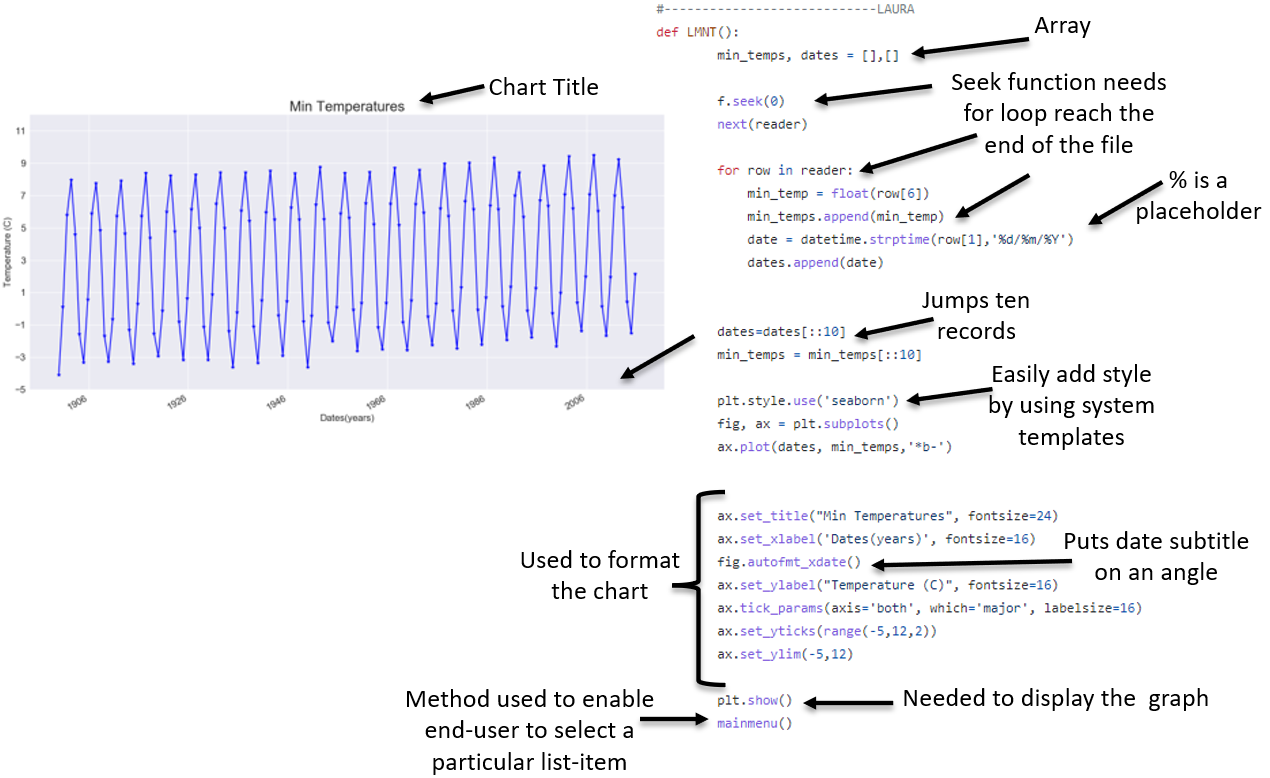 #----------------------------LAURA
def LMNT():
min_temps, dates = [],[]
Array
f.seek(0)
next(reader)
Seek function needs
for loop reach the
end of the file
for row in reader:
min_temp = float(row[6])
min_temps.append(min_temp)
date = datetime.strptime(row[1],'%d/%m/%Y')
dates.append(date)
% is a
placeholder
dates=dates[::10]
min_temps = min_temps[::10]
Jumps ten
records
plt.style.use('seaborn')
fig, ax = plt.subplots()
ax.plot(dates, min_temps,'*b-')
Easily add style
by using system
templates
Chart Title
Min Temperatures
Temperature (C)
11
9
7
5
3
1
−1
−3
−5
1906
1926
1946
1966
1986
2006
Dates(years)
Used to format
the chart
ax.set_title("Min Temperatures", fontsize=24)
ax.set_xlabel('Dates(years)', fontsize=16)
fig.autofmt_xdate()
ax.set_ylabel("Temperature (C)", fontsize=16)
ax.tick_params(axis='both', which='major', labelsize=16)
ax.set_yticks(range(-5,12,2))
ax.set_ylim(-5,12)
Puts date subtitle
on an angle
plt.show()
mainmenu()
Needed to display the  graph
Method used to enable
end-user to select a
particular list-item